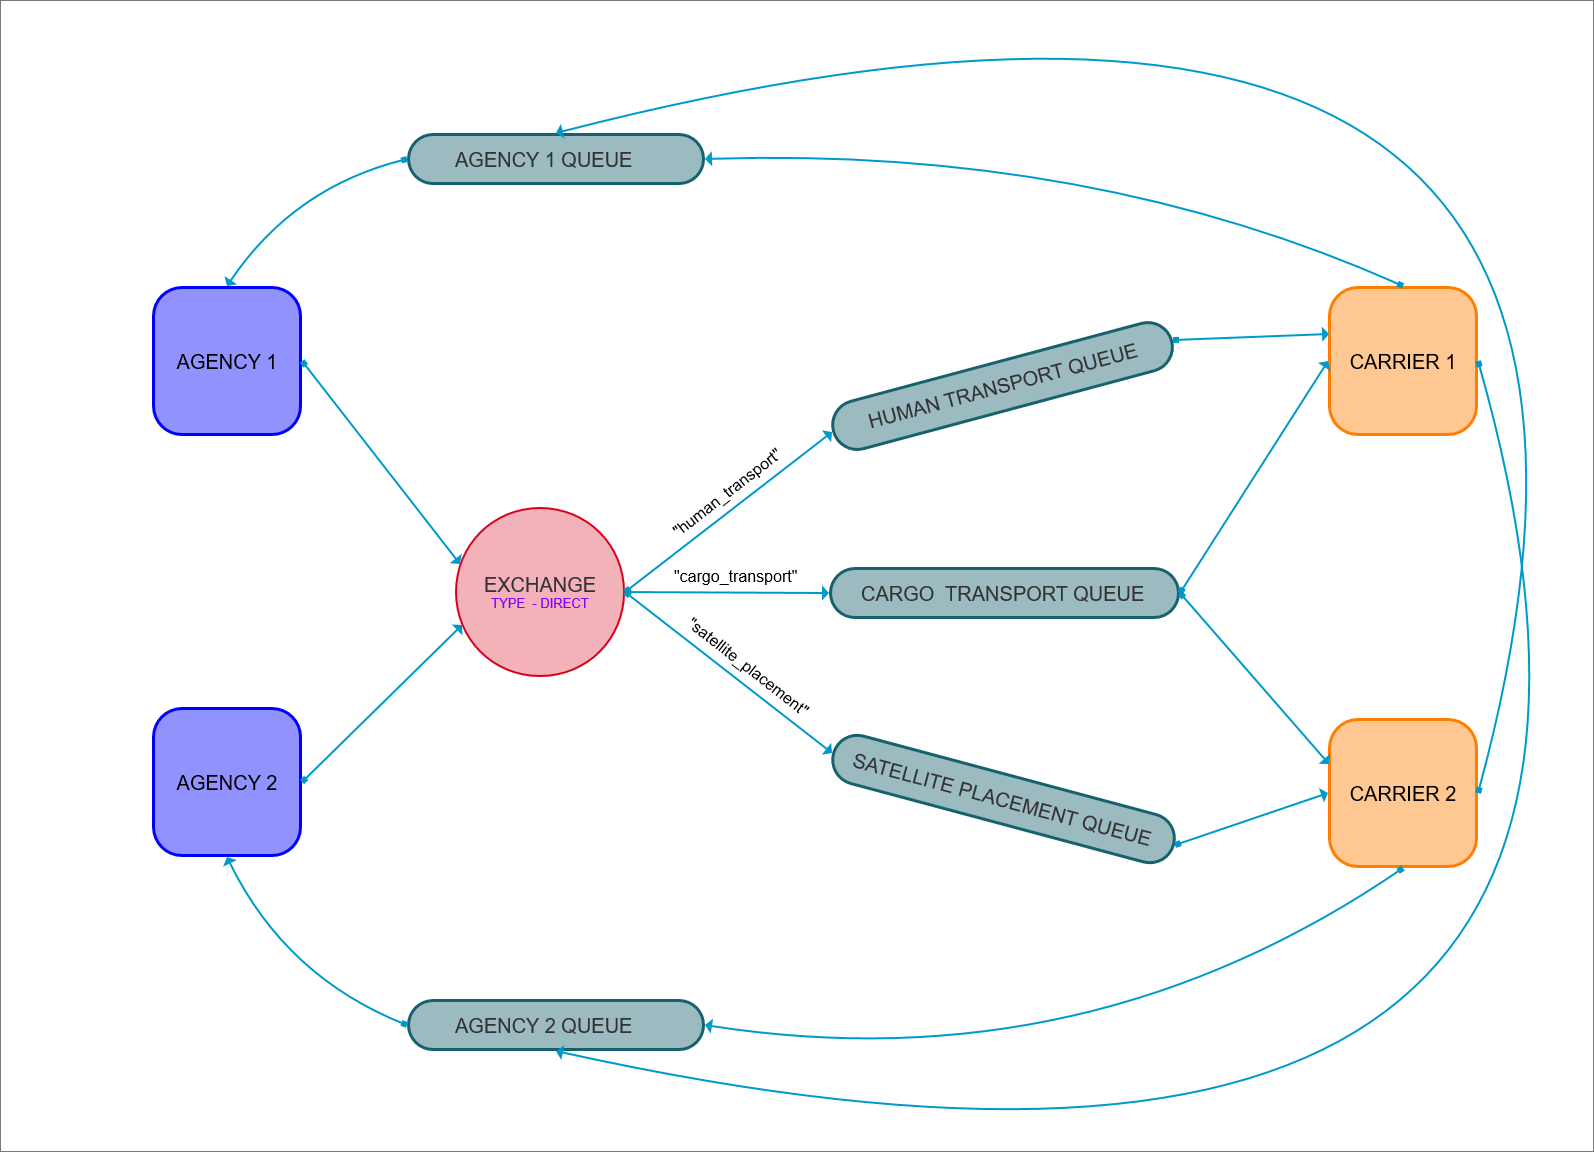 AGENCY 1 QUEUE
AGENCY 1
CARRIER 1
HUMAN TRANSPORT QUEUE
"human_transport"
EXCHANGE
TYPE - DIRECT
"cargo_transport"
CARGO TRANSPORT QUEUE
"satellite_placement"
SATELLITE PLACEMENT QUEUE
AGENCY 2
CARRIER 2
AGENCY 2 QUEUE